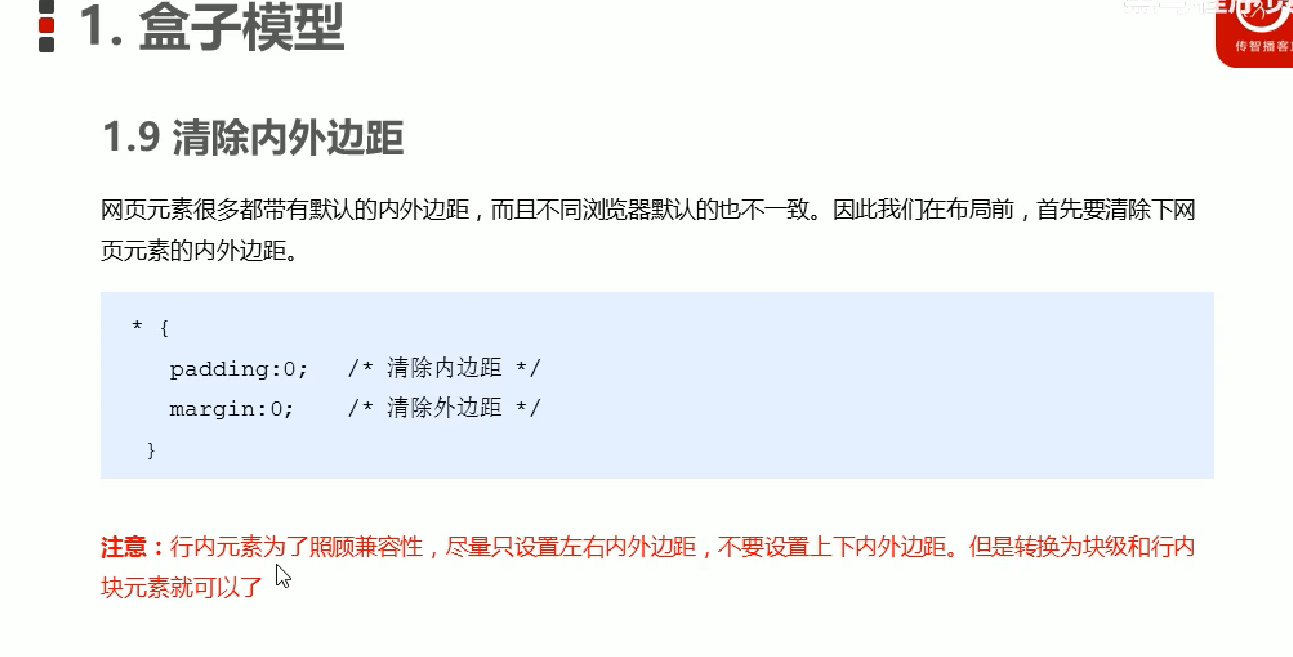 1. 盒子模型
传智播客
1.9 清除内外边距
网页元素很多都带有默认的内外边距，而且不同浏览器默认的也不一致。因此我们在布局前，首先要清除下网
页元素的内外边距。
* {
padding:0; /* 清除内边距 */
margin:0; /* 清除外边距 */
}
注意：行内元素为了照顾兼容性，尽量只设置左右内外边距，不要设置上下内外边距。但是转换为块级和行内
块元素就可以了